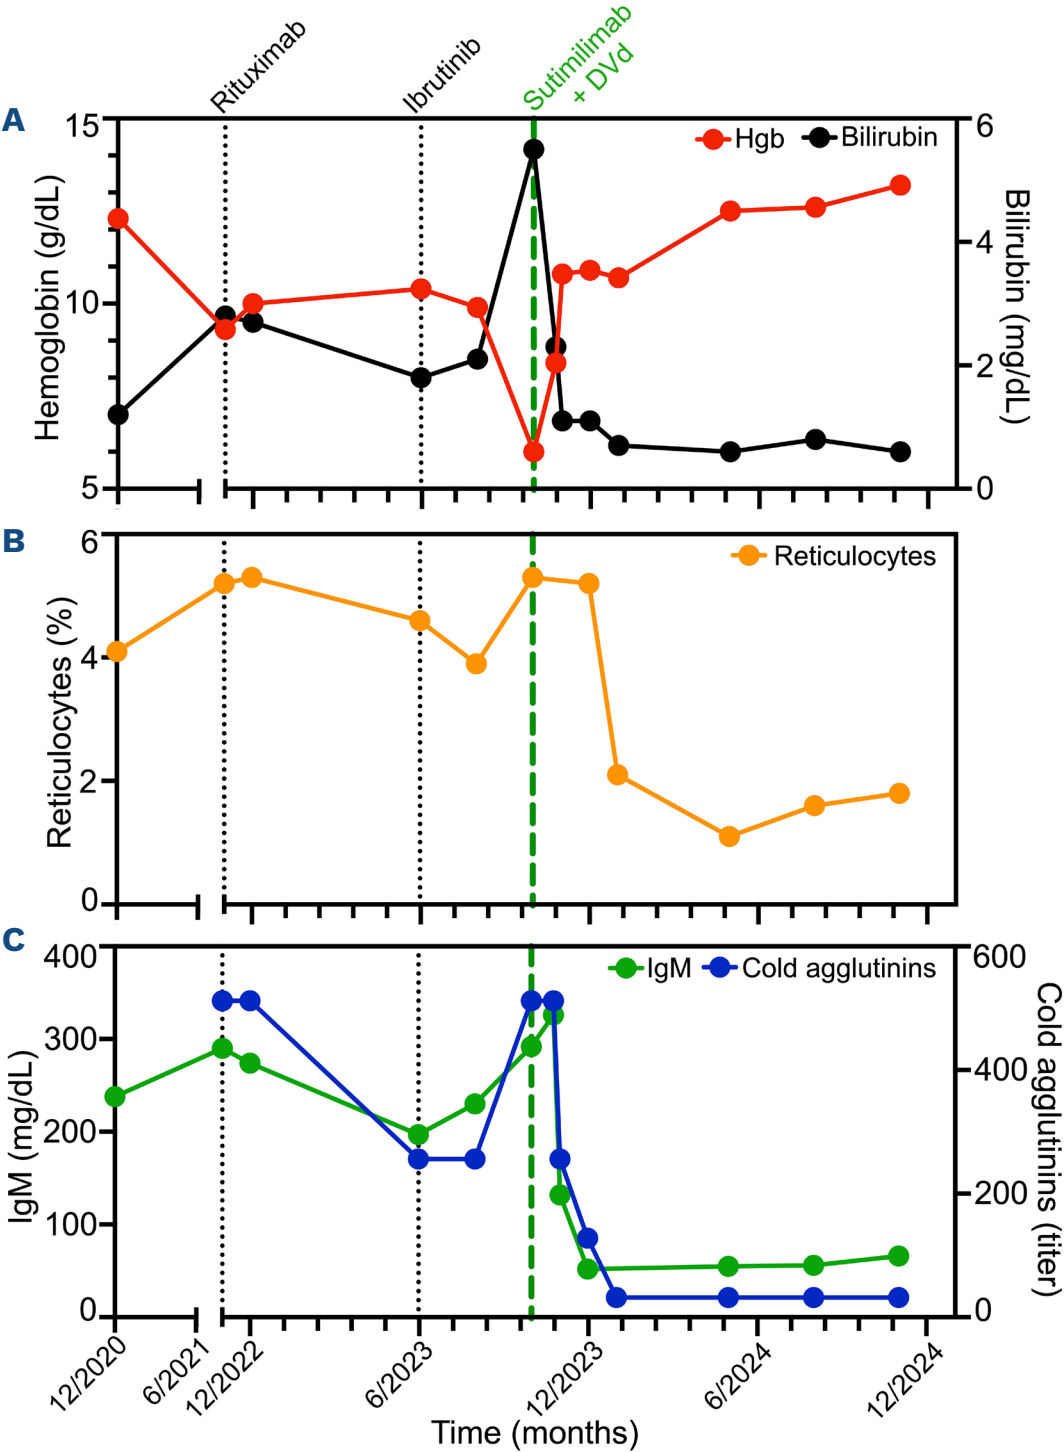 Rituximab
Ibrutinib
Sutimilimab
+ DVd
A
15
10
5
Hemoglobin (g/dL)
Hgb
Bilirubin
6
4
2
0
Bilirubin (mg/dL)
B
6
4
2
0
Reticulocytes (%)
Reticulocytes
C
400
300
200
100
0
IgM (mg/dL)
IgM
Cold agglutinins
600
400
200
0
Cold agglutinins (titer)
12/2020
6/2021
12/2022
6/2023
12/2023
6/2024
12/2024
Time (months)